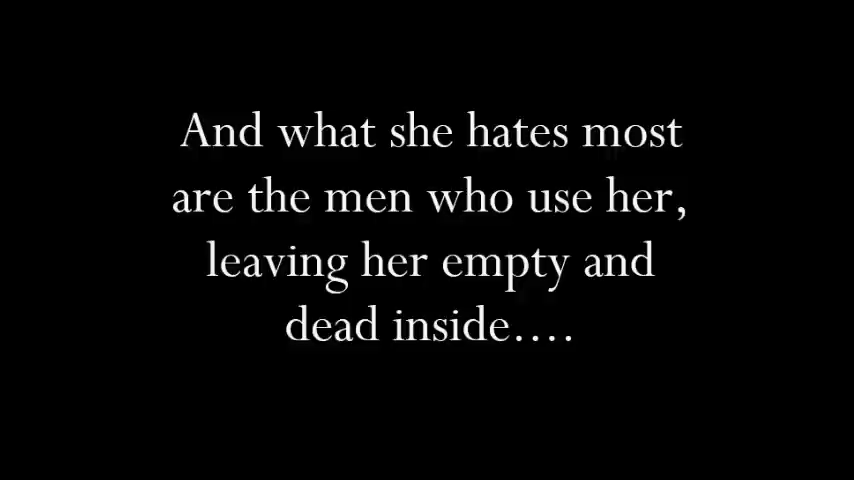 And what she hates most
are the men who use her,
leaving her empty and
dead inside....